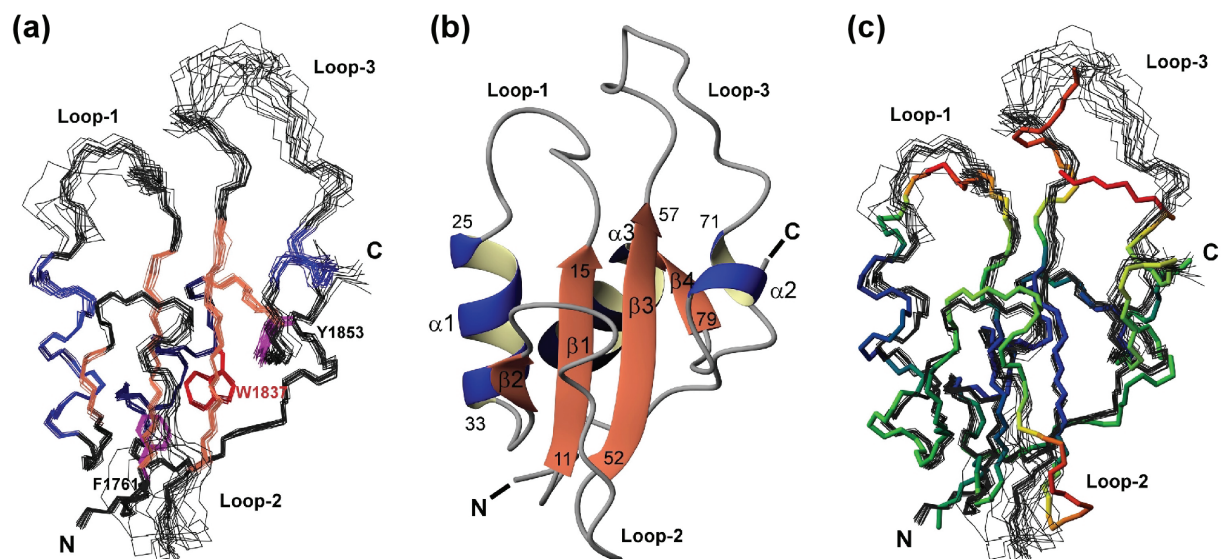 (a)
Loop-3
Loop-1
C
Y1853
W1837
F1761
Loop-2
N
(b)
Loop-1
Loop-3
25
57
71
α3
C
15
β4
α2
β3
α1
79
β1
β2
33
11
52
N
Loop-2
(c)
Loop-3
Loop-1
C
Loop-2
N